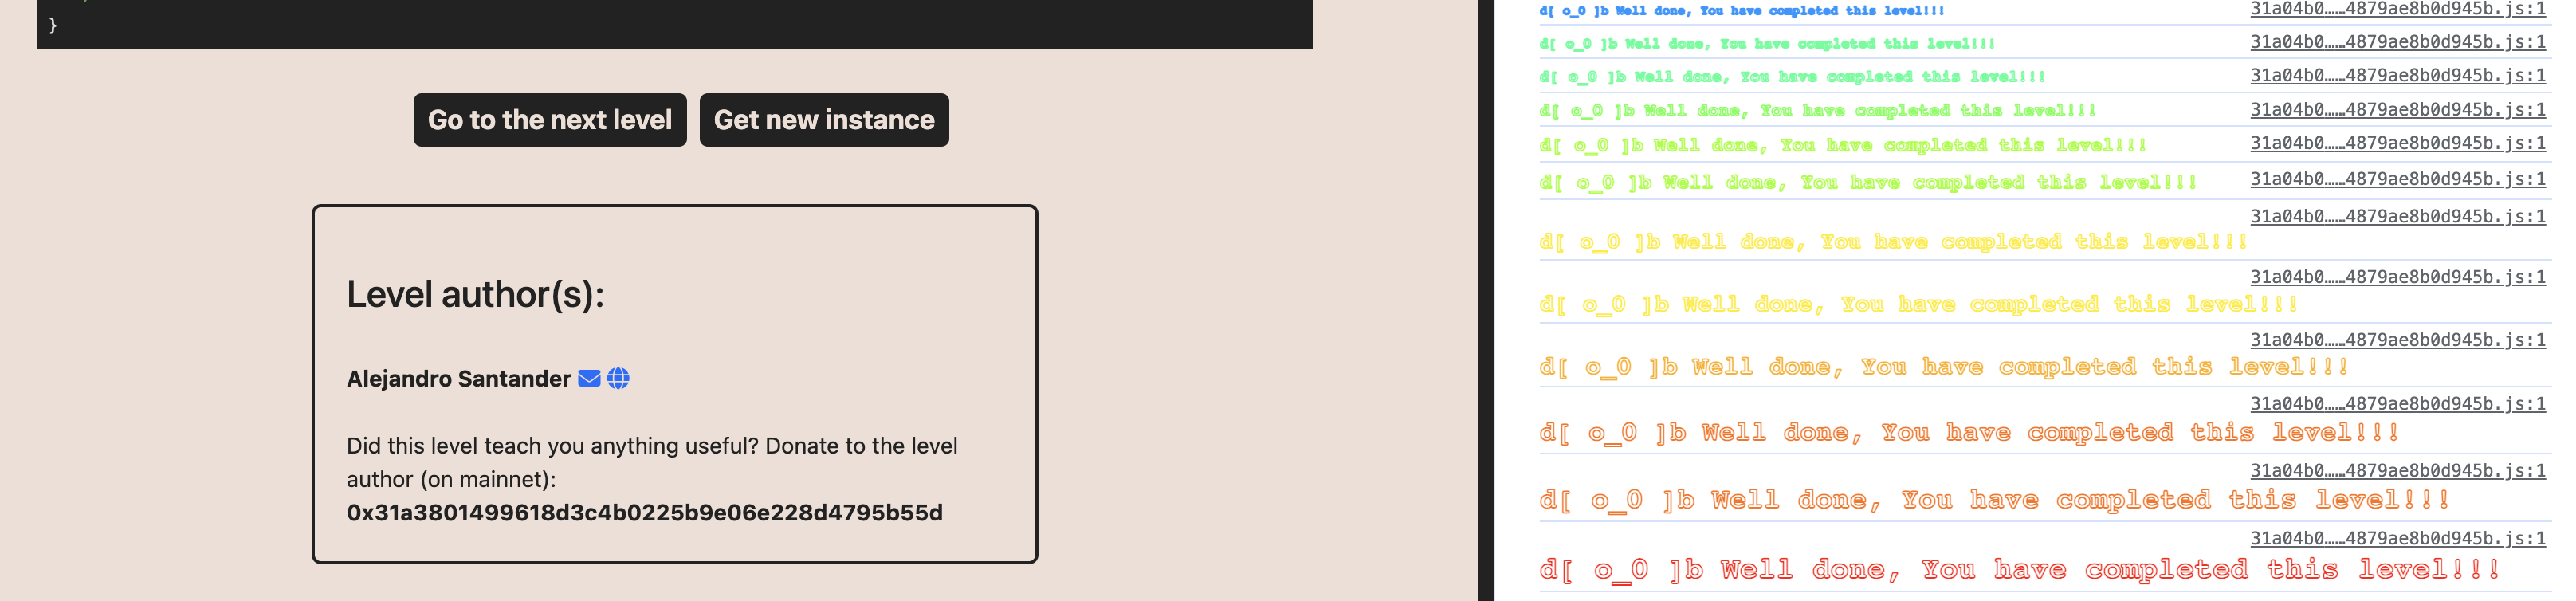 }
Go to the next level
Get new instance
Level author(s):
Alejandro Santander
Did this level teach you anything useful? Donate to the level
author (on mainnet):
0x31a3801499618d3c4b0225b9e06e228d4795b55d
d[ o_0 ]b Well done, You have completed this level!!!
31a04b0……4879ae8b0d945b.js:1
d[ o_0 ]b Well done, You have completed this level!!!
31a04b0……4879ae8b0d945b.js:1
d[ o_0 ]b Well done, You have completed this level!!!
31a04b0……4879ae8b0d945b.js:1
d[ o_0 ]b Well done, You have completed this level!!!
31a04b0……4879ae8b0d945b.js:1
d[ o_0 ]b Well done, You have completed this level!!!
31a04b0……4879ae8b0d945b.js:1
d[ o_0 ]b Well done, You have completed this level!!!
31a04b0……4879ae8b0d945b.js:1
31a04b0……4879ae8b0d945b.js:1
d[ o_0 ]b Well done, You have completed this level!!!
31a04b0……4879ae8b0d945b.js:1
d[ o_0 ]b Well done, You have completed this level!!!
31a04b0……4879ae8b0d945b.js:1
d[ o_0 ]b Well done, You have completed this level!!!
31a04b0……4879ae8b0d945b.js:1
d[ o_0 ]b Well done, You have completed this level!!!
31a04b0……4879ae8b0d945b.js:1
d[ o_0 ]b Well done, You have completed this level!!!
31a04b0……4879ae8b0d945b.js:1
d[ o_0 ]b Well done, You have completed this level!!!